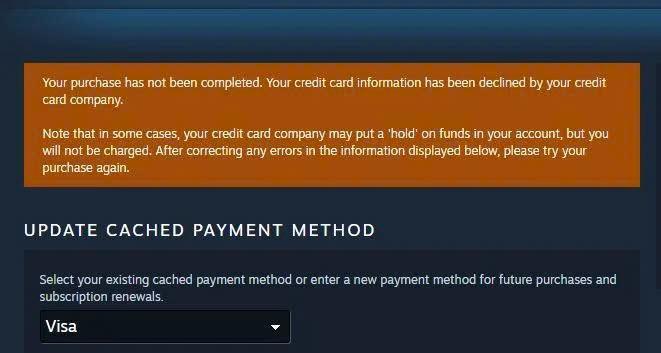 Your purchase has not been completed. Your credit card information has been declined by your credit
card company.
Note that in some cases, your credit card company may put a 'hold' on funds in your account, but you
will not be charged. After correcting any errors in the information displayed below, please try your
purchase again.
UPDATE CACHED PAYMENT METHOD
Select your existing cached payment method or enter a new payment method for future purchases and
subscription renewals.
Visa